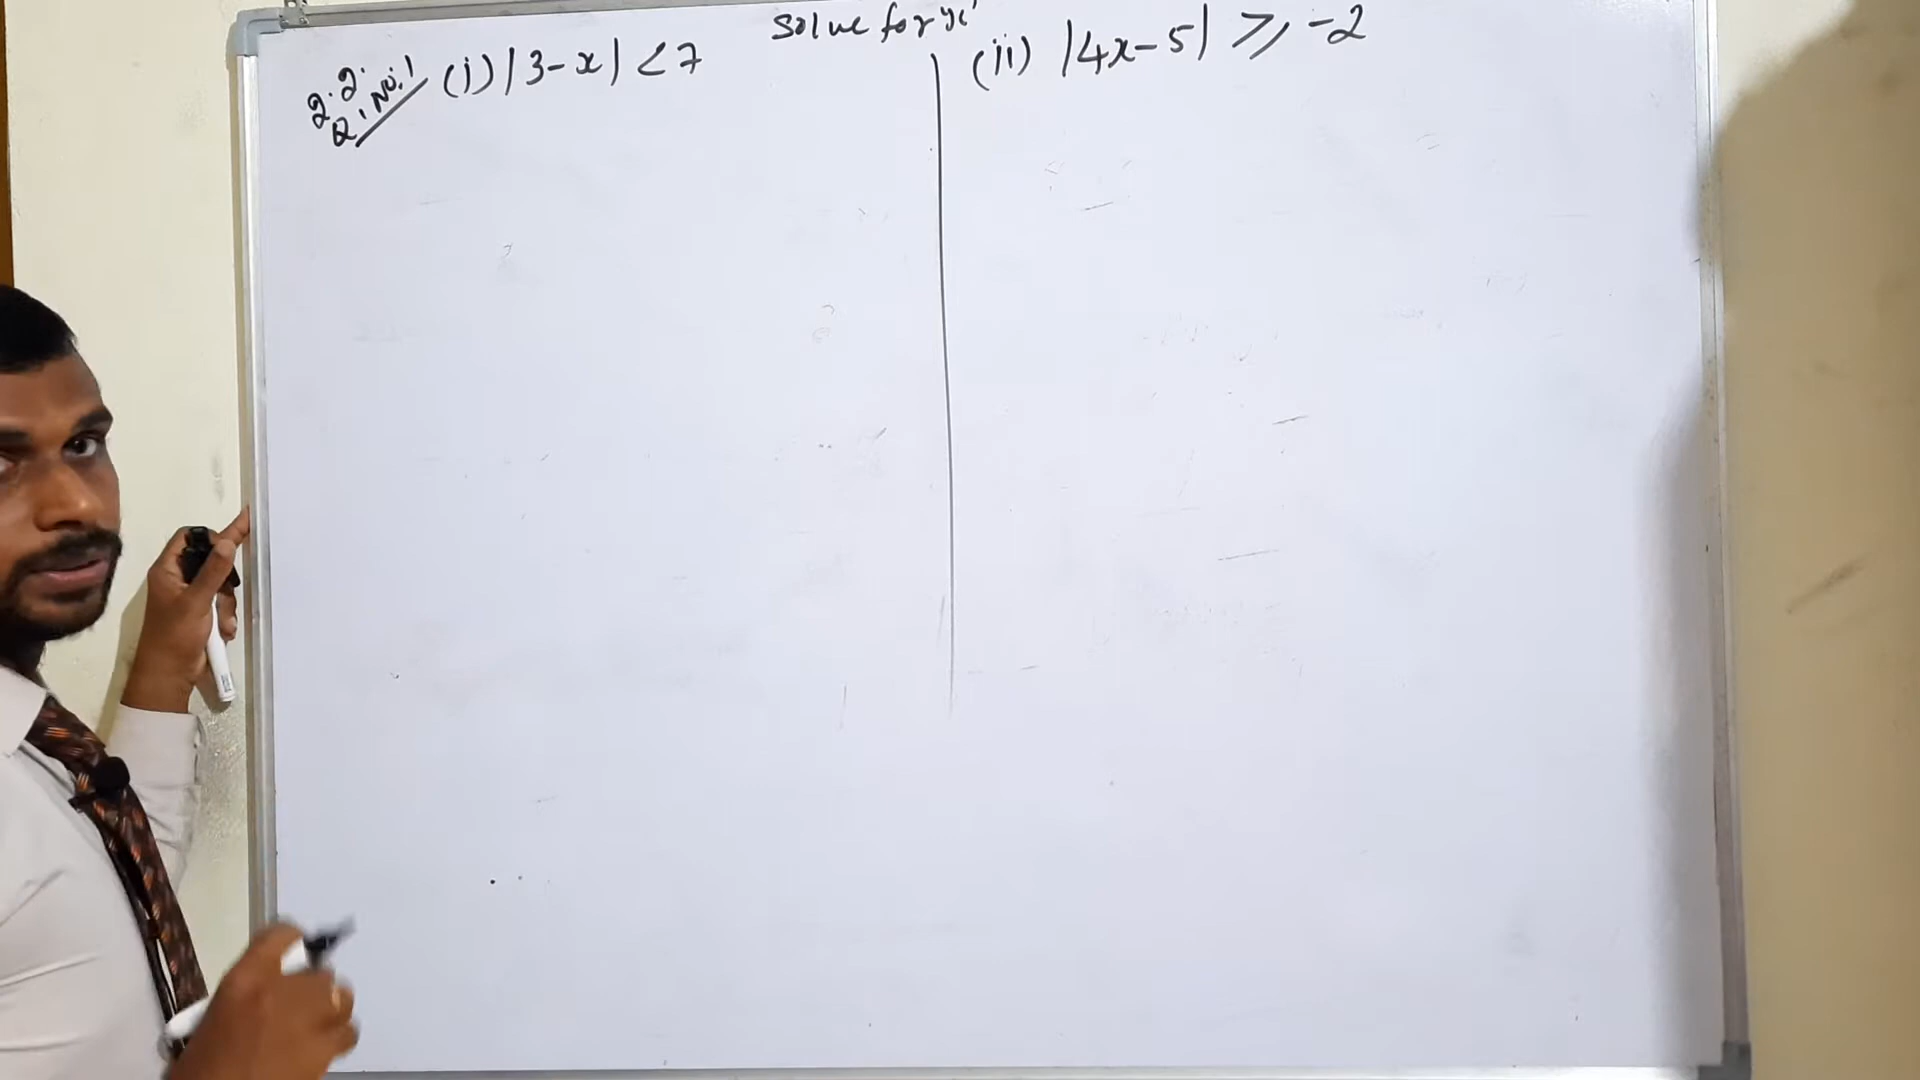 Solve for 'x'
2.2.
Q.No.1
(i) |3-x| < 7
(ii) |4x-5| ⩾ -2